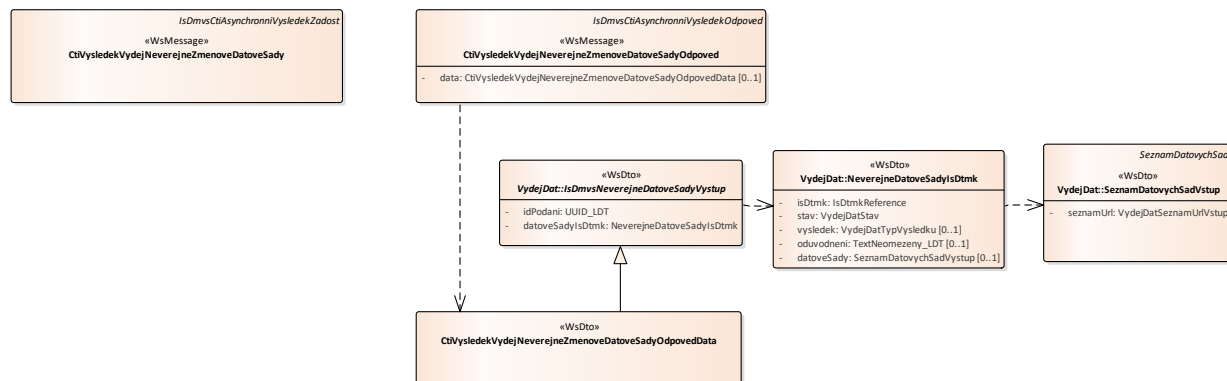 IsDmvsCtiAsynchronniVysledekZadost
«WsMessage»
CtiVysledekVydejNeverejneZmenoveDatoveSady
IsDmvsCtiAsynchronniVysledekOdpoved
«WsMessage»
CtiVysledekVydejNeverejneZmenoveDatoveSadyOdpoved
- data: CtiVysledekVydejNeverejneZmenoveDatoveSadyOdpovedData [0..1]
«WsDto»
VydejDat::IsDmvsNeverejneDatoveSadyVystup
- idPodani: UUID_LDT
- datoveSadyIsDtmk: NeverejneDatoveSadyIsDtmk
«WsDto»
VydejDat::NeverejneDatoveSadyIsDtmk
- isDtmk: IsDtmkReference
- stav: VydejDatStav
- vysledek: VydejDatTypVysledku [0..1]
- oduvodneni: TextNeomezeny_LDT [0..1]
- datoveSady: SeznamDatovychSadVystup [0..1]
SeznamDatovychSad
«WsDto»
VydejDat::SeznamDatovychSadVstup
- seznamUrl: VydejDatSeznamUrlVstup
«WsDto»
CtiVysledekVydejNeverejneZmenoveDatoveSadyOdpovedData